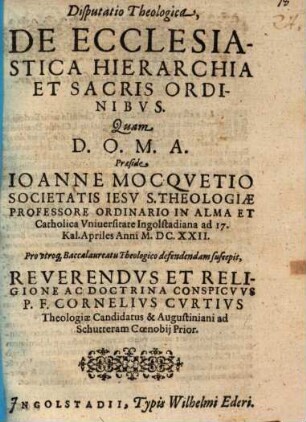 Disputatio Theologica,
DE ECCLESIA-
STICA HIERARCHIA
ET SACRIS ORDI-
NIBVS.
Quam
D. O. M. A.
Præside
IOANNE MOCQVETIO
SOCIETATIS IESV S. THEOLOGIÆ
PROFESSORE ORDINARIO IN ALMA ET
Catholica Vniuersitate Ingolstadiana ad 17.
Kal. Apriles Anni M. DC. XXII.
Pro vtroq́; Baccalaureatu Theologico defendendam suscepit,
REVERENDVS ET RELI-
GIONE AC DOCTRINA CONSPICVVS
P. F. CORNELIVS CVRTIVS
Theologiæ Candidatus & Augustiniani ad
Schutteram Cœnobij Prior.
INGOLSTADII, Typis Wilhelmi Ederi.